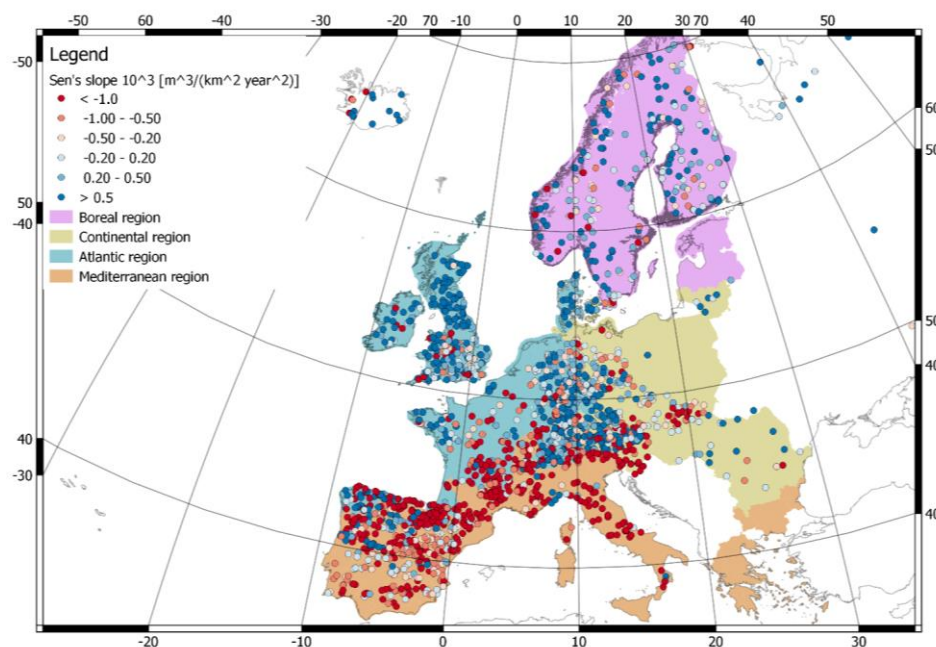 -50 -40 -30 -20 70 -10 0 10 20 30 70 40 50
Legend
Sen's slope 10^3 [m^3/(km^2 year^2)]
< -1.0
-1.00 - -0.50
-0.50 - -0.20
-0.20 - 0.20
0.20 - 0.50
> 0.5
Boreal region
Continental region
Atlantic region
Mediterranean region
-50
50
-40
40
-30
60
50
50
40
40
-20 -10 0 10 20 30